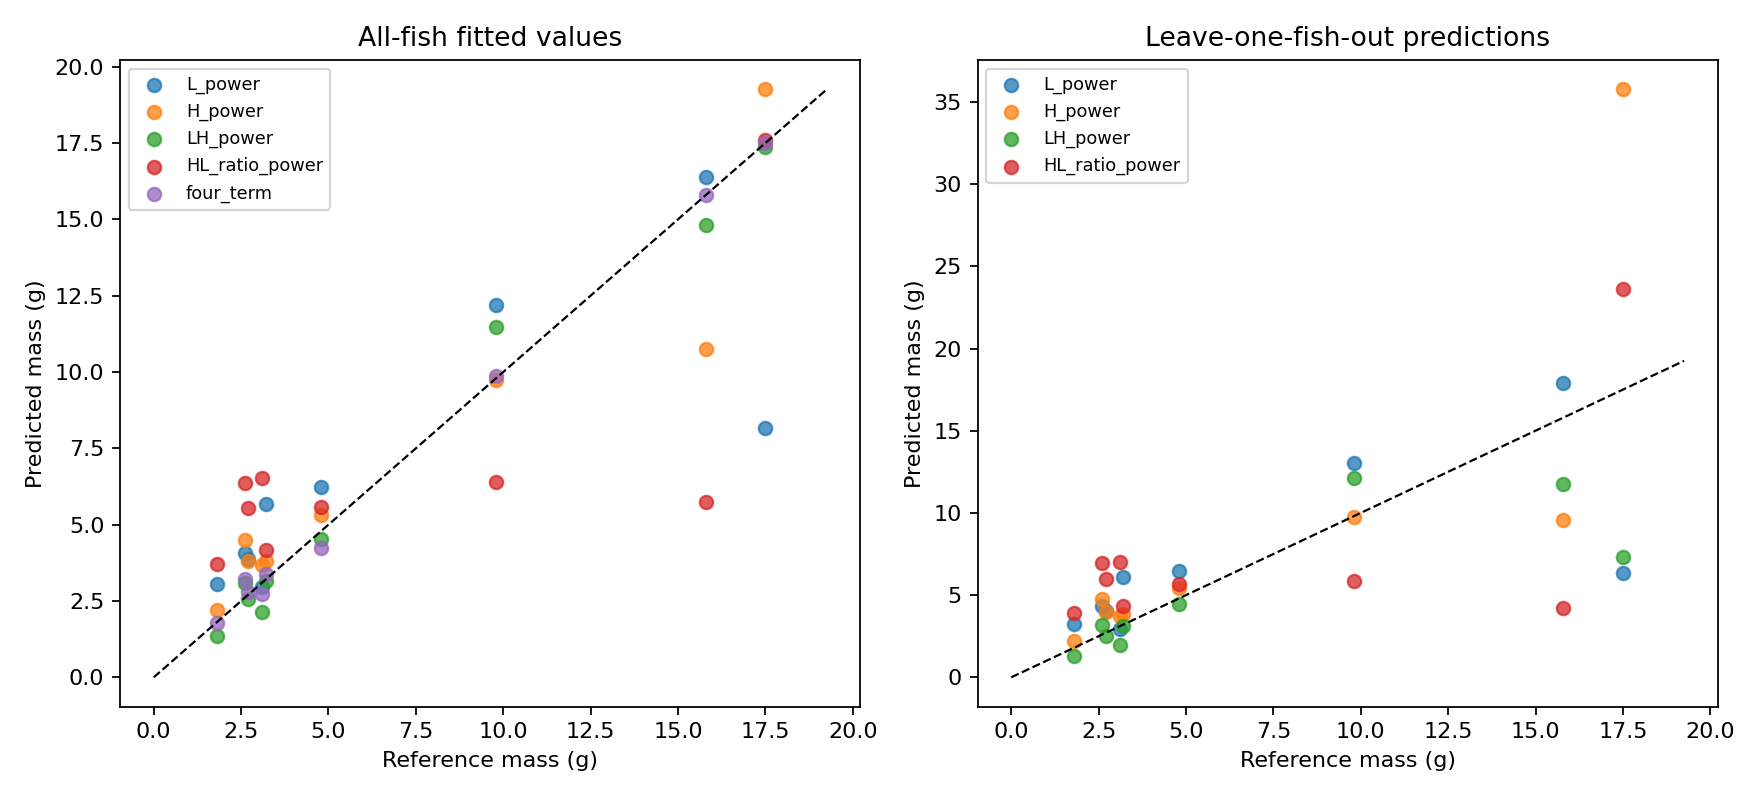 All-fish fitted values
L_power
H_power
LH_power
HL_ratio_power
four_term
20.0
17.5
15.0
12.5
10.0
7.5
5.0
2.5
0.0
Predicted mass (g)
0.0 2.5 5.0 7.5 10.0 12.5 15.0 17.5 20.0
Reference mass (g)
Leave-one-fish-out predictions
L_power
H_power
LH_power
HL_ratio_power
35
30
25
20
15
10
5
0
Predicted mass (g)
0.0 2.5 5.0 7.5 10.0 12.5 15.0 17.5 20.0
Reference mass (g)